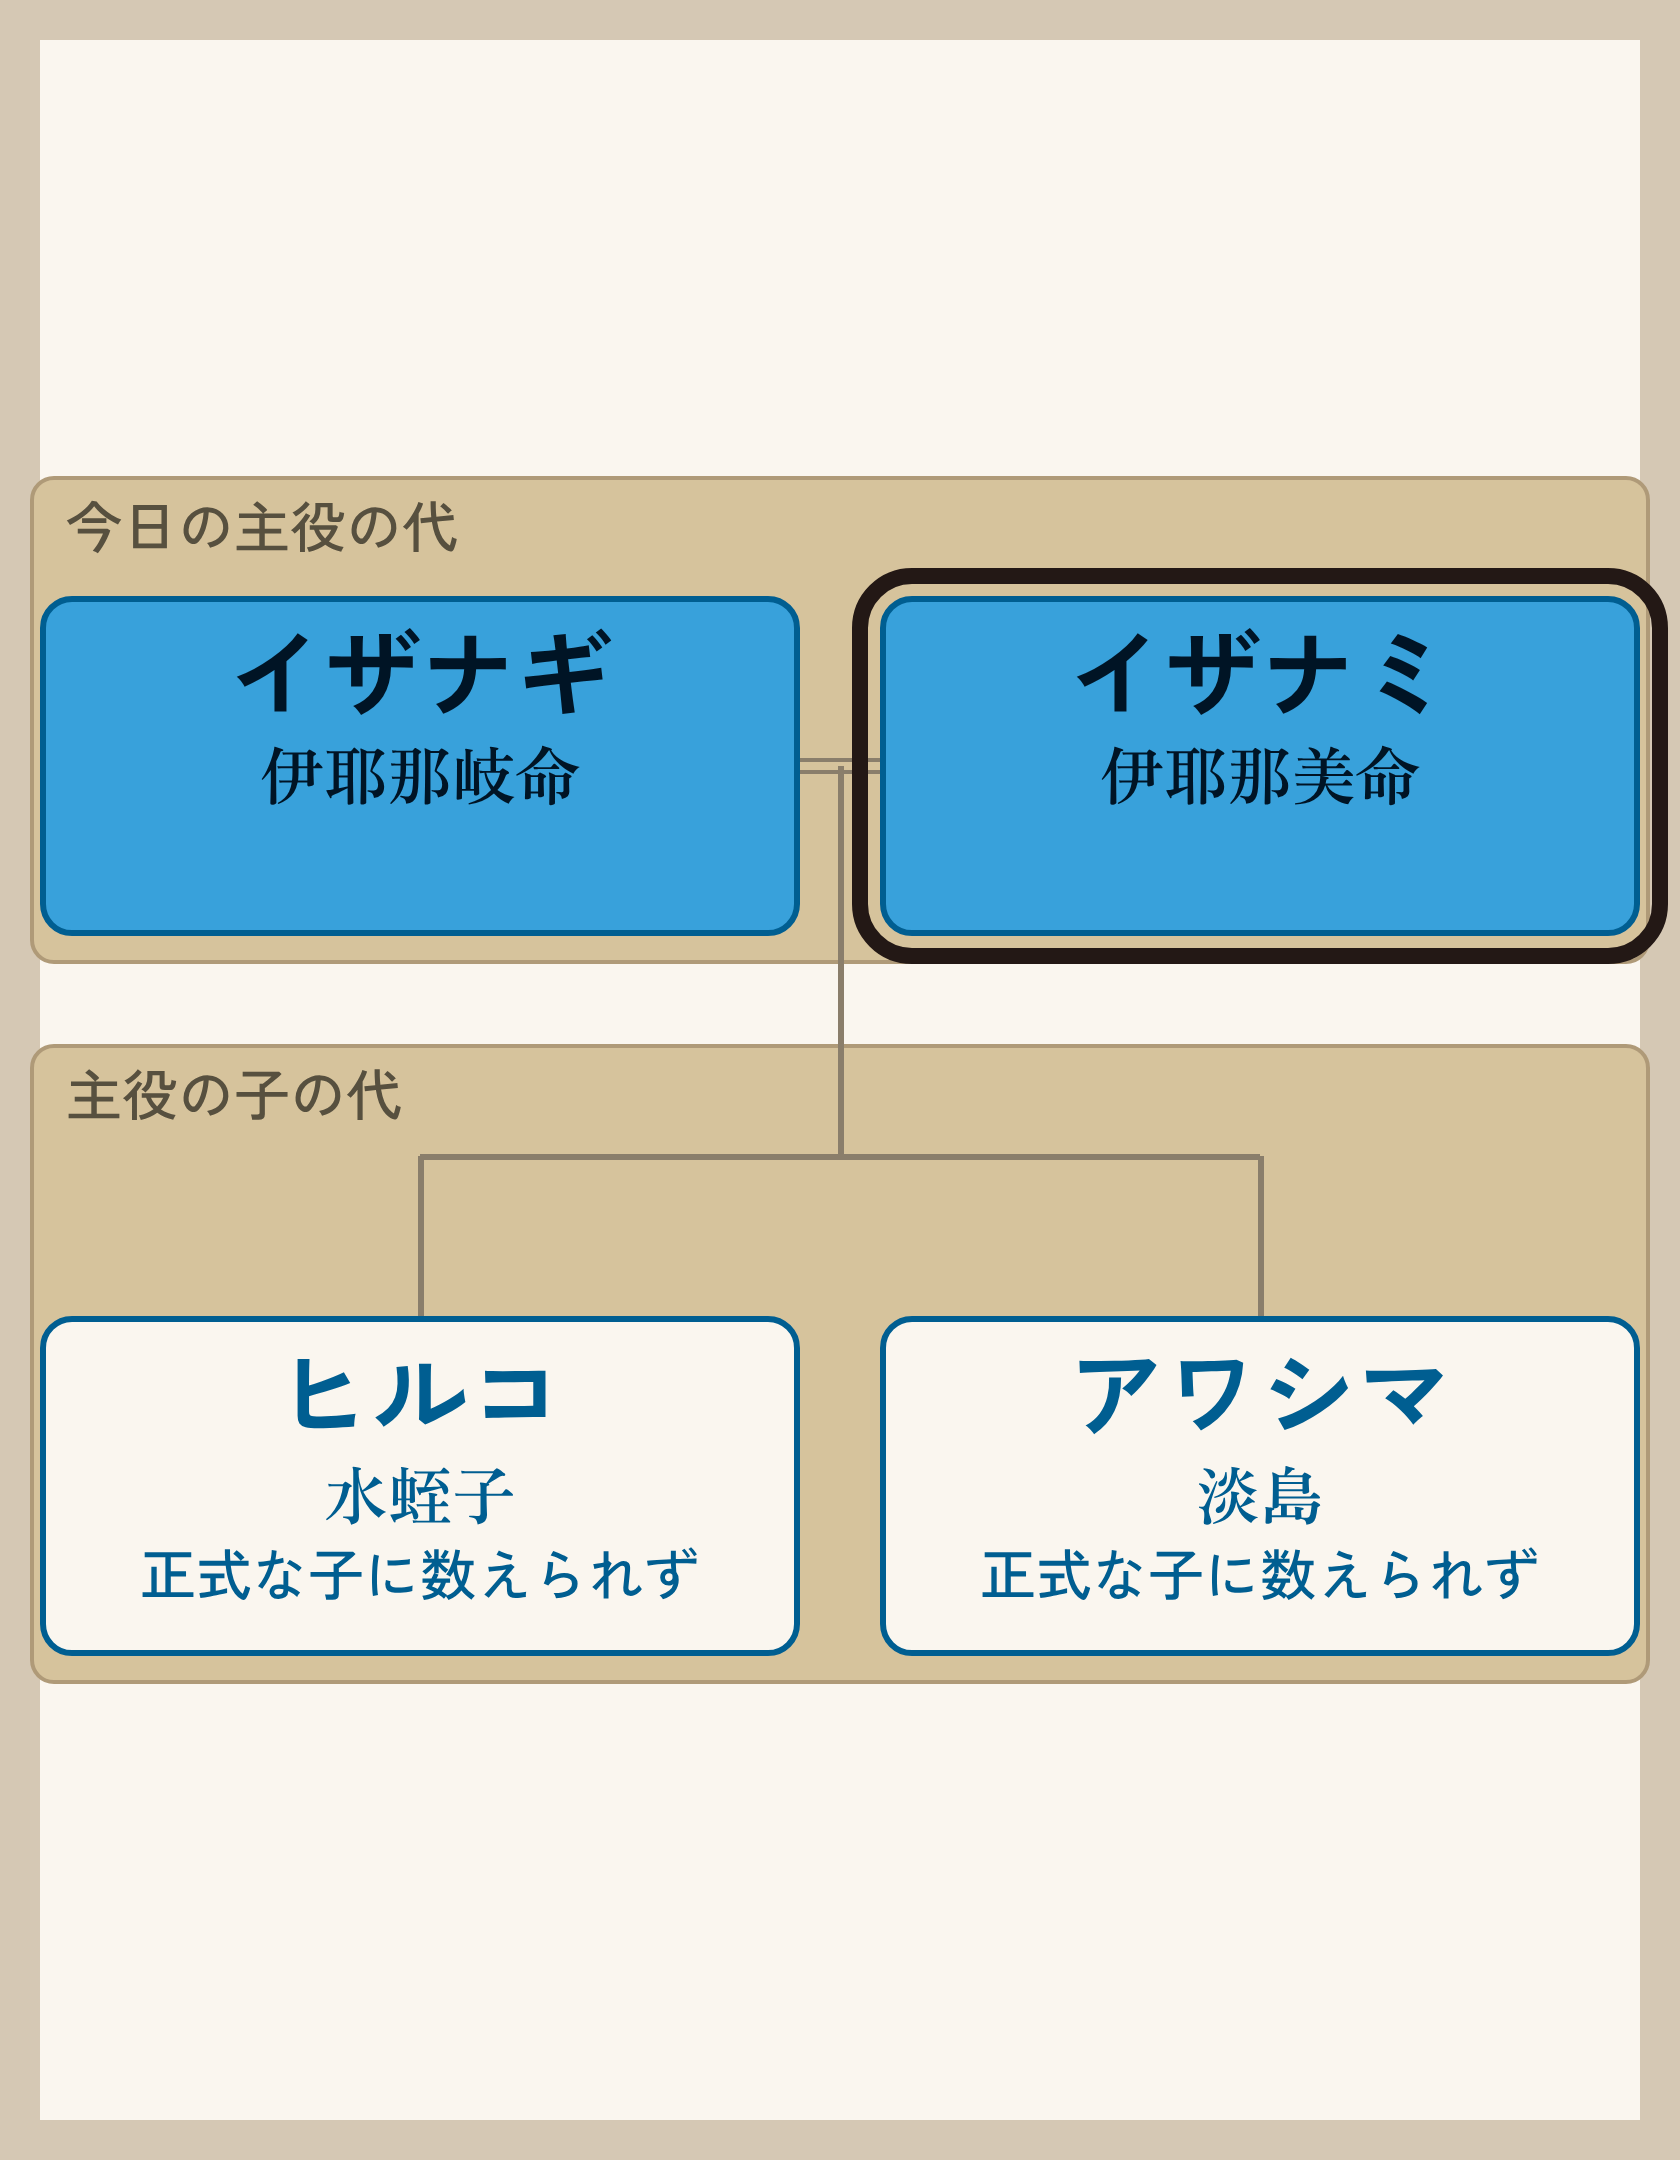 今日の主役の代
イザナギ
伊耶那岐命
イザナミ
伊耶那美命
主役の子の代
ヒルコ
水蛭子
正式な子に数えられず
アワシマ
淡島
正式な子に数えられず